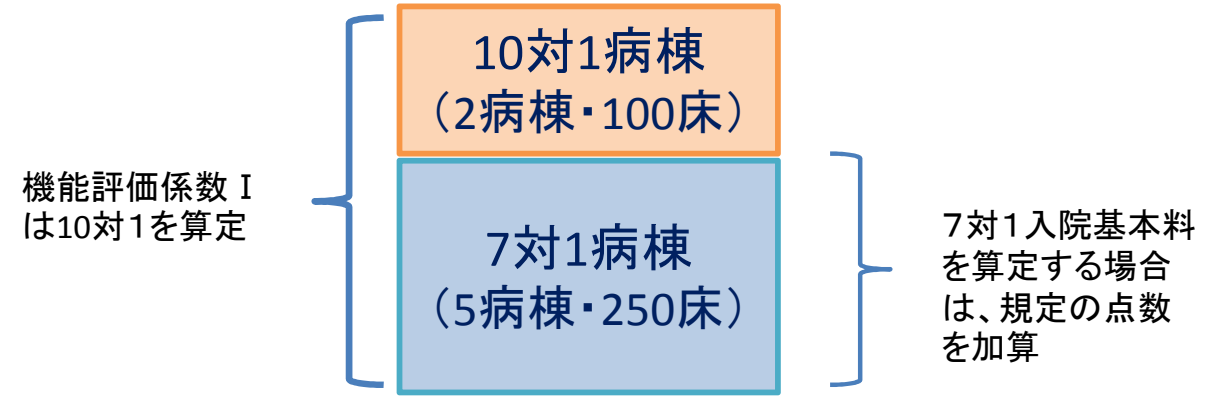 機能評価係数Ⅰ
は10対1を算定
10対1病棟
（2病棟・100床）
7対1病棟
（5病棟・250床）
７対１入院基本料
を算定する場合
は、規定の点数
を加算